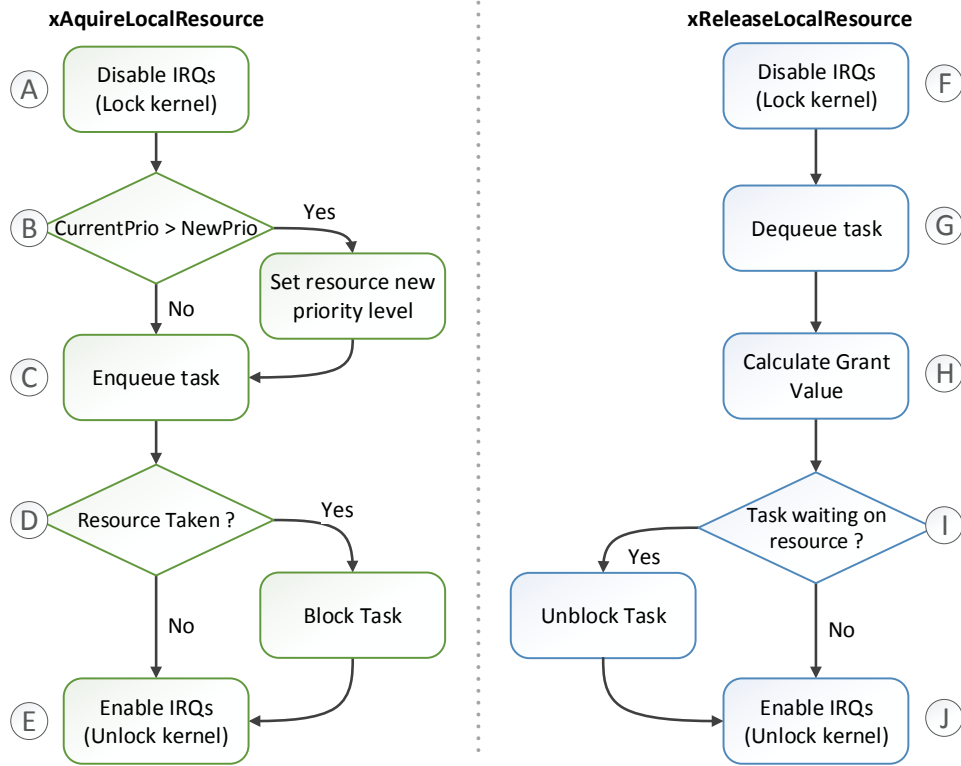 xAquireLocalResource
A
Disable IRQs
(Lock kernel)
B
CurrentPrio > NewPrio
Yes
Set resource new
priority level
No
C
Enqueue task
D
Resource Taken ?
Yes
Block Task
No
E
Enable IRQs
(Unlock kernel)
xReleaseLocalResource
Disable IRQs
(Lock kernel)
F
Dequeue task
G
Calculate Grant
Value
H
Task waiting on
resource ?
I
Yes
Unblock Task
No
Enable IRQs
(Unlock kernel)
J